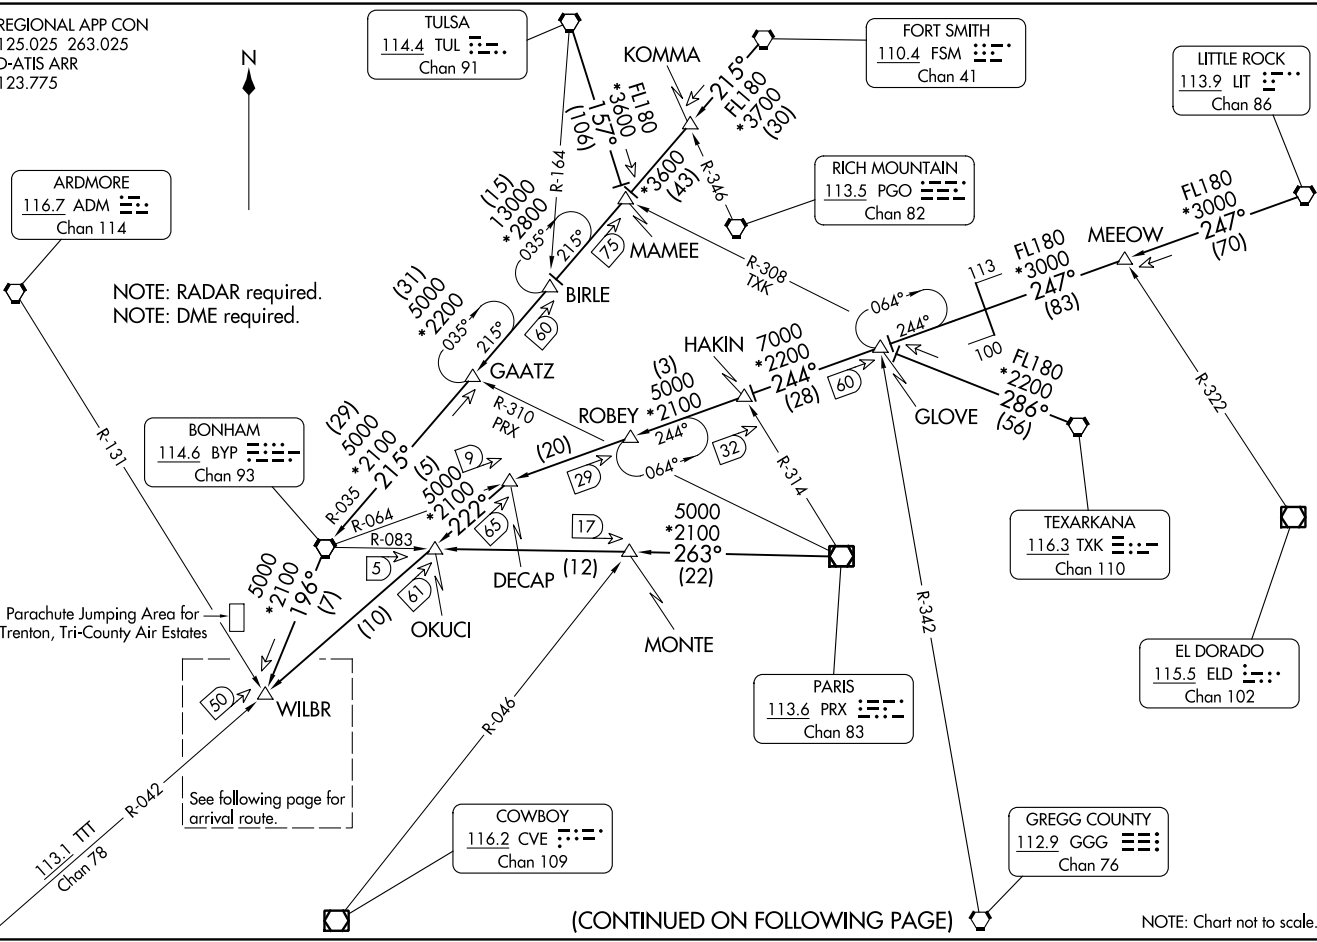 REGIONAL APP CON
125.025 263.025
D-ATIS ARR
123.775
N
TULSA
114.4 TUL
Chan 91
KOMMA
FORT SMITH
110.4 FSM
Chan 41
LITTLE ROCK
113.9 LIT
Chan 86
ARDMORE
116.7 ADM
Chan 114
RICH MOUNTAIN
113.5 PGO
Chan 82
NOTE: RADAR required.
NOTE: DME required.
FL180
*3600
157°
(106)
215°
FL180
*3700
(30)
R-164
*3600
(43)
R-346
(15)
13000
*2800
035°
215°
75
MAMEE
R-308
TXK
MEEOW
FL180
*3000
247°
(70)
FL180
*3000
247°
(83)
113
100
(31)
5000
*2200
035°
215°
60
BIRLE
GAATZ
R-310
PRX
HAKIN
7000
*2200
244°
(28)
60
064°
244°
GLOVE
FL180
*2200
286°
(56)
R-322
BONHAM
114.6 BYP
Chan 93
R-131
(29)
5000
*2100
215°
R-035
R-064
R-083
ROBEY
(3)
5000
*2100
244°
064°
32
R-314
(20)
29
9
(5)
5000
*2100
222°
65
DECAP
17
5000
*2100
263°
(22)
(12)
MONTE
TEXARKANA
116.3 TXK
Chan 110
5
61
OKUCI
(10)
5000
*2100
196°
(7)
Parachute Jumping Area for
Trenton, Tri-County Air Estates
50
WILBR
R-046
R-342
PARIS
113.6 PRX
Chan 83
EL DORADO
115.5 ELD
Chan 102
See following page for
arrival route.
R-042
113.1 TTT
Chan 78
COWBOY
116.2 CVE
Chan 109
GREGG COUNTY
112.9 GGG
Chan 76
(CONTINUED ON FOLLOWING PAGE)
NOTE: Chart not to scale.